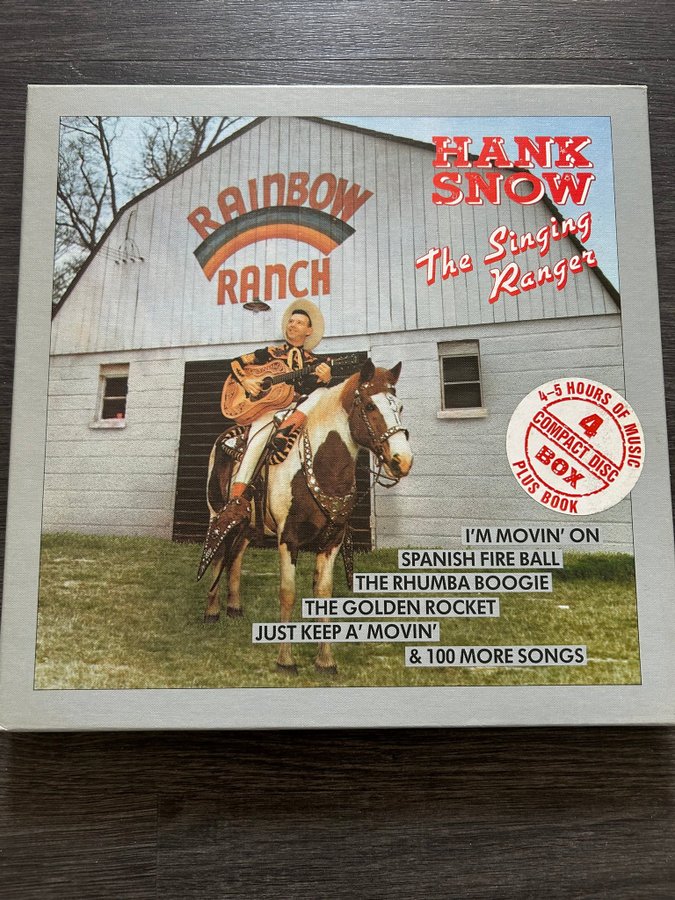 RAINBOW
RANCH
HANK
SNOW
The Singing
Ranger
4-5 HOURS OF MUSIC
4
COMPACT DISC
BOX
PLUS BOOK
I'M MOVIN' ON
SPANISH FIRE BALL
THE RHUMBA BOOGIE
THE GOLDEN ROCKET
JUST KEEP A' MOVIN'
& 100 MORE SONGS